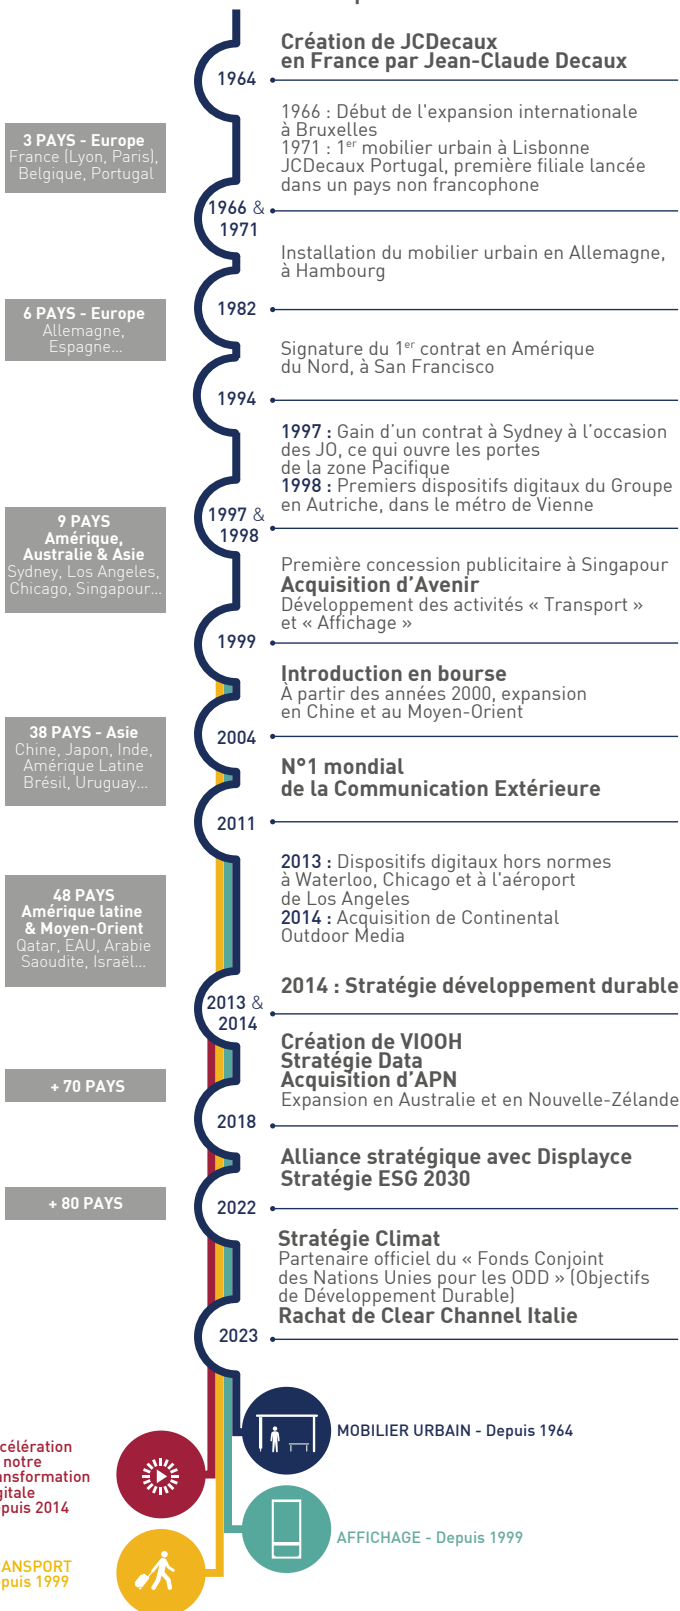 Création de JCDecaux
en France par Jean-Claude Decaux
1964
1966 : Début de l'expansion internationale
à Bruxelles
1971 : 1er mobilier urbain à Lisbonne
JCDecaux Portugal, première filiale lancée
dans un pays non francophone
3 PAYS - Europe
France (Lyon, Paris),
Belgique, Portugal
1966 &
1971
Installation du mobilier urbain en Allemagne,
à Hambourg
1982
6 PAYS - Europe
Allemagne,
Espagne...
Signature du 1er contrat en Amérique
du Nord, à San Francisco
1994
1997 : Gain d'un contrat à Sydney à l'occasion
des JO, ce qui ouvre les portes
de la zone Pacifique
1998 : Premiers dispositifs digitaux du Groupe
en Autriche, dans le métro de Vienne
1997 &
1998
9 PAYS
Amérique,
Australie & Asie
Sydney, Los Angeles,
Chicago, Singapour...
Première concession publicitaire à Singapour
Acquisition d'Avenir
Développement des activités « Transport »
et « Affichage »
1999
Introduction en bourse
À partir des années 2000, expansion
en Chine et au Moyen-Orient
2004
38 PAYS - Asie
Chine, Japon, Inde,
Amérique Latine
Brésil, Uruguay...
N°1 mondial
de la Communication Extérieure
2011
2013 : Dispositifs digitaux hors normes
à Waterloo, Chicago et à l'aéroport
de Los Angeles
2014 : Acquisition de Continental
Outdoor Media
48 PAYS
Amérique latine
& Moyen-Orient
Qatar, EAU, Arabie
Saoudite, Israël...
2014 : Stratégie développement durable
2013 &
2014
Création de VIOOH
Stratégie Data
Acquisition d'APN
Expansion en Australie et en Nouvelle-Zélande
+ 70 PAYS
2018
Alliance stratégique avec Displayce
Stratégie ESG 2030
+ 80 PAYS
2022
Stratégie Climat
Partenaire officiel du « Fonds Conjoint
des Nations Unies pour les ODD » (Objectifs
de Développement Durable)
Rachat de Clear Channel Italie
2023
MOBILIER URBAIN - Depuis 1964
célération
notre
nsformation
gitale
puis 2014
AFFICHAGE - Depuis 1999
ANSPORT
puis 1999